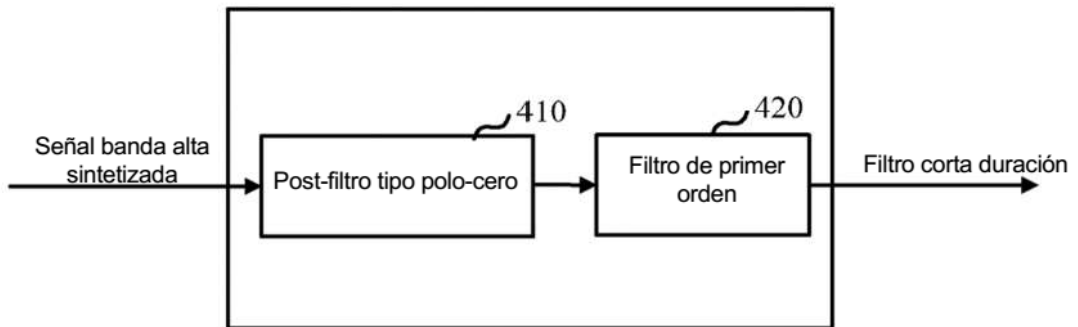 410
420
Señal banda alta
sintetizada
Post-filtro tipo polo-cero
Filtro de primer
orden
Filtro corta duración